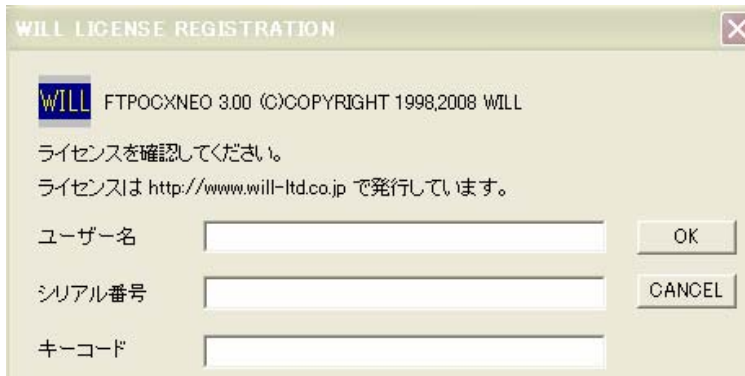 WILL LICENSE REGISTRATION
WILL FTPOCXNEO 3.00 (C)COPYRIGHT 1998,2008 WILL
ライセンスを確認してください。
ライセンスは http://www.will-ltd.co.jp で発行しています。
ユーザー名 OK
シリアル番号 CANCEL
キーコード